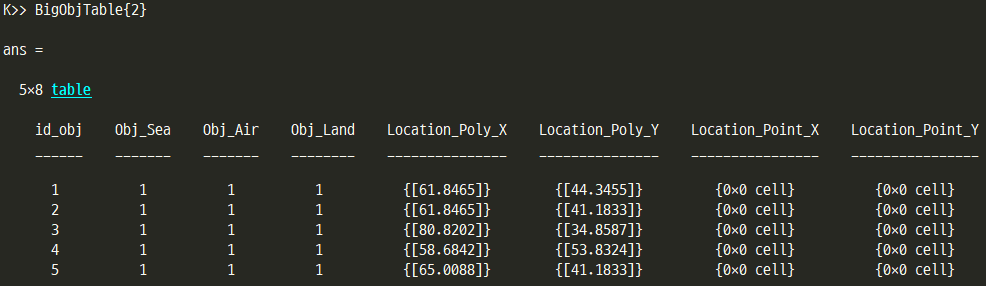 K>> BigObjTable{2}
ans =
5×8 table
id_obj Obj_Sea Obj_Air Obj_Land Location_Poly_X Location_Poly_Y Location_Point_X Location_Point_Y
______ _______ _______ ________ _______________ _______________ ________________ ________________
1 1 1 1 {[61.8465]} {[44.3455]} {0×0 cell} {0×0 cell}
2 1 1 1 {[61.8465]} {[41.1833]} {0×0 cell} {0×0 cell}
3 1 1 1 {[80.8202]} {[34.8587]} {0×0 cell} {0×0 cell}
4 1 1 1 {[58.6842]} {[53.8324]} {0×0 cell} {0×0 cell}
5 1 1 1 {[65.0088]} {[41.1833]} {0×0 cell} {0×0 cell}